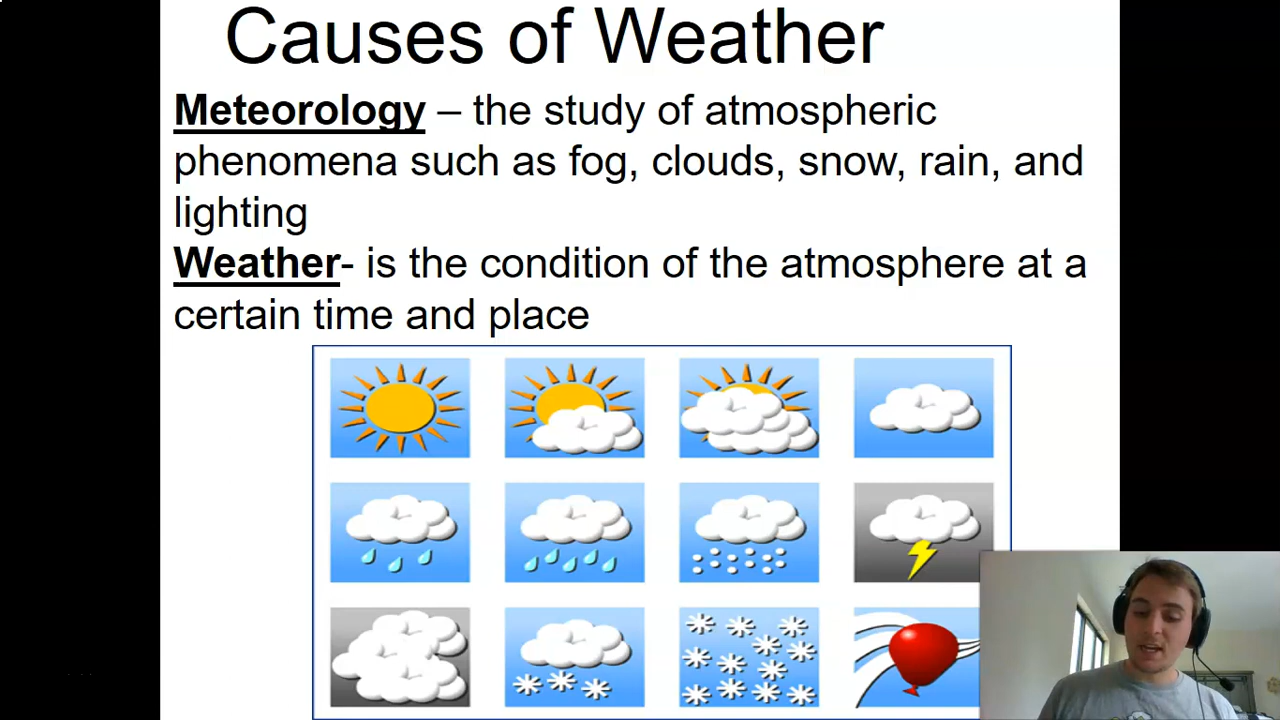 Causes of Weather
Meteorology – the study of atmospheric
phenomena such as fog, clouds, snow, rain, and
lighting
Weather- is the condition of the atmosphere at a
certain time and place